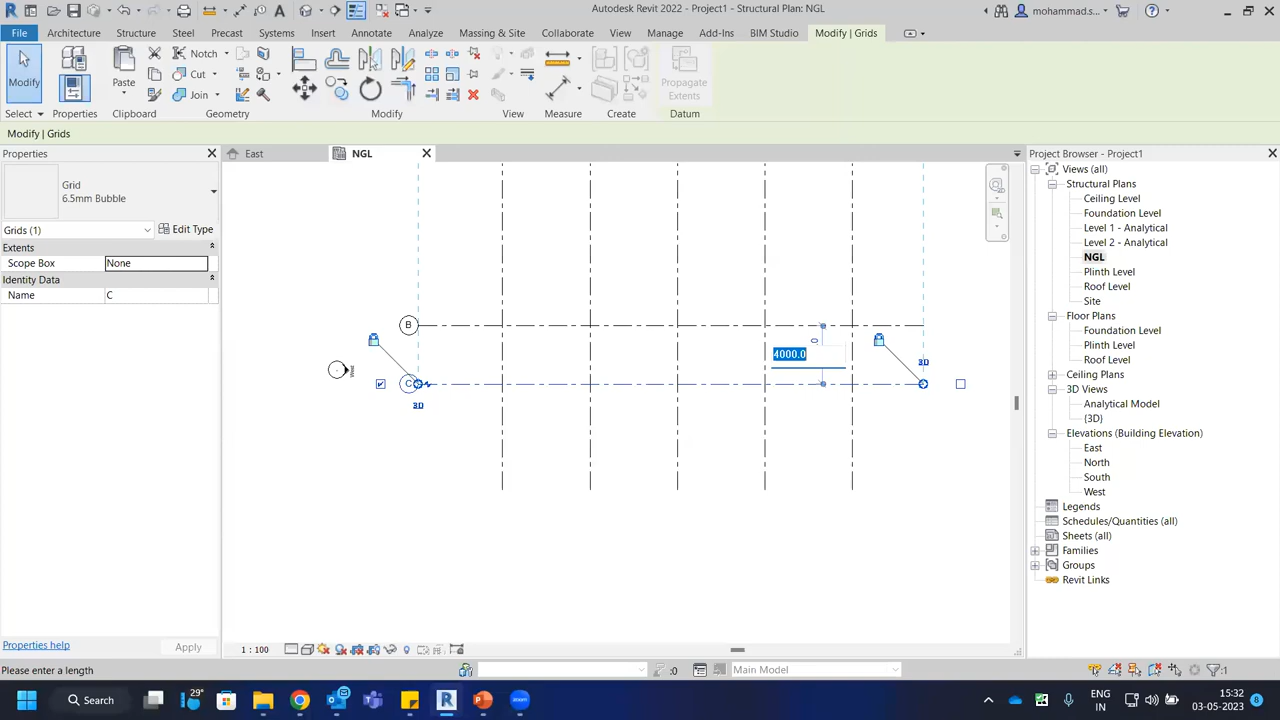 Autodesk Revit 2022 - Project1 - Structural Plan: NGL
mohammad.s...
File
Architecture
Structure
Steel
Precast
Systems
Insert
Annotate
Analyze
Massing & Site
Collaborate
View
Manage
Add-Ins
BIM Studio
Modify | Grids
Modify
Paste
Notch
Cut
Join
Propagate
Extents
Select
Properties
Clipboard
Geometry
Modify
View
Measure
Create
Datum
Modify | Grids
Properties
East
NGL
Project Browser - Project1
Grid
6.5mm Bubble
Grids (1)
Edit Type
Extents
Scope Box
None
Identity Data
Name
C
Properties help
Apply
B
0
4000.0
3D
West
C
3D
Views (all)
Structural Plans
Ceiling Level
Foundation Level
Level 1 - Analytical
Level 2 - Analytical
NGL
Plinth Level
Roof Level
Site
Floor Plans
Foundation Level
Plinth Level
Roof Level
Ceiling Plans
3D Views
Analytical Model
{3D}
Elevations (Building Elevation)
East
North
South
West
Legends
Schedules/Quantities (all)
Sheets (all)
Families
Groups
Revit Links
1 : 100
Please enter a length
:0
Main Model
:1
Search
29°
ENG
IN
15:32
03-05-2023
8